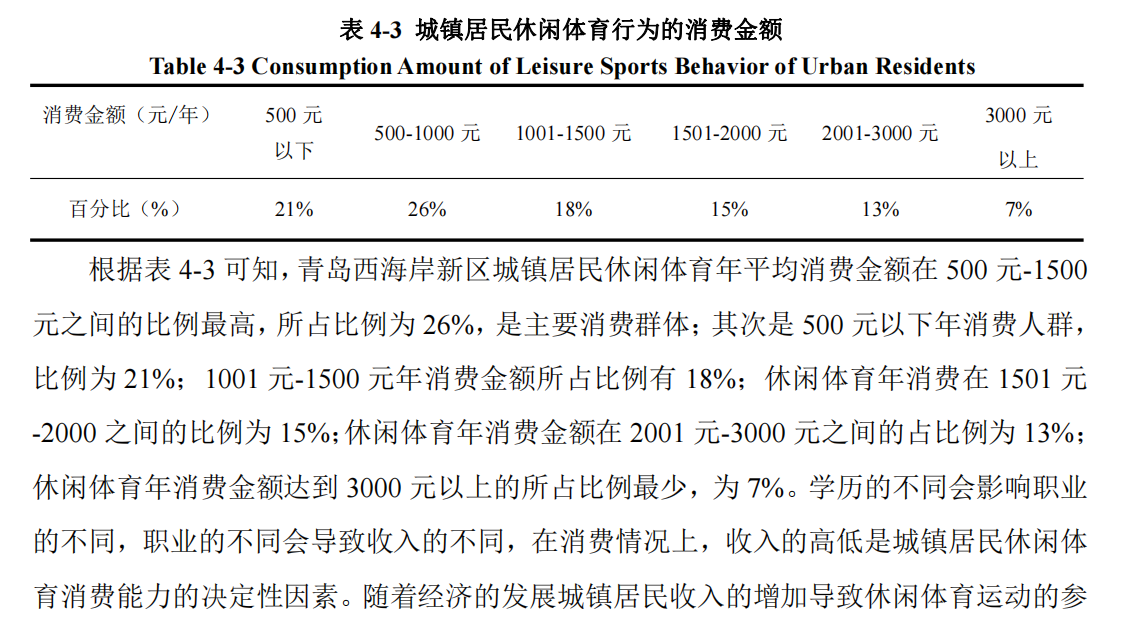 表 4-3 城镇居民休闲体育行为的消费金额
Table 4-3 Consumption Amount of Leisure Sports Behavior of Urban Residents
消费金额（元/年） 500 元以下 500-1000 元 1001-1500 元 1501-2000 元 2001-3000 元 3000 元以上
百分比（%） 21% 26% 18% 15% 13% 7%
根据表 4-3 可知，青岛西海岸新区城镇居民休闲体育年平均消费金额在 500 元-1500
元之间的比例最高，所占比例为 26%，是主要消费群体；其次是 500 元以下年消费人群，
比例为 21%；1001 元-1500 元年消费金额所占比例有 18%；休闲体育年消费在 1501 元
-2000 之间的比例为 15%;休闲体育年消费金额在 2001 元-3000 元之间的占比例为 13%；
休闲体育年消费金额达到 3000 元以上的所占比例最少，为 7%。学历的不同会影响职业
的不同，职业的不同会导致收入的不同，在消费情况上，收入的高低是城镇居民休闲体
育消费能力的决定性因素。随着经济的发展城镇居民收入的增加导致休闲体育运动的参